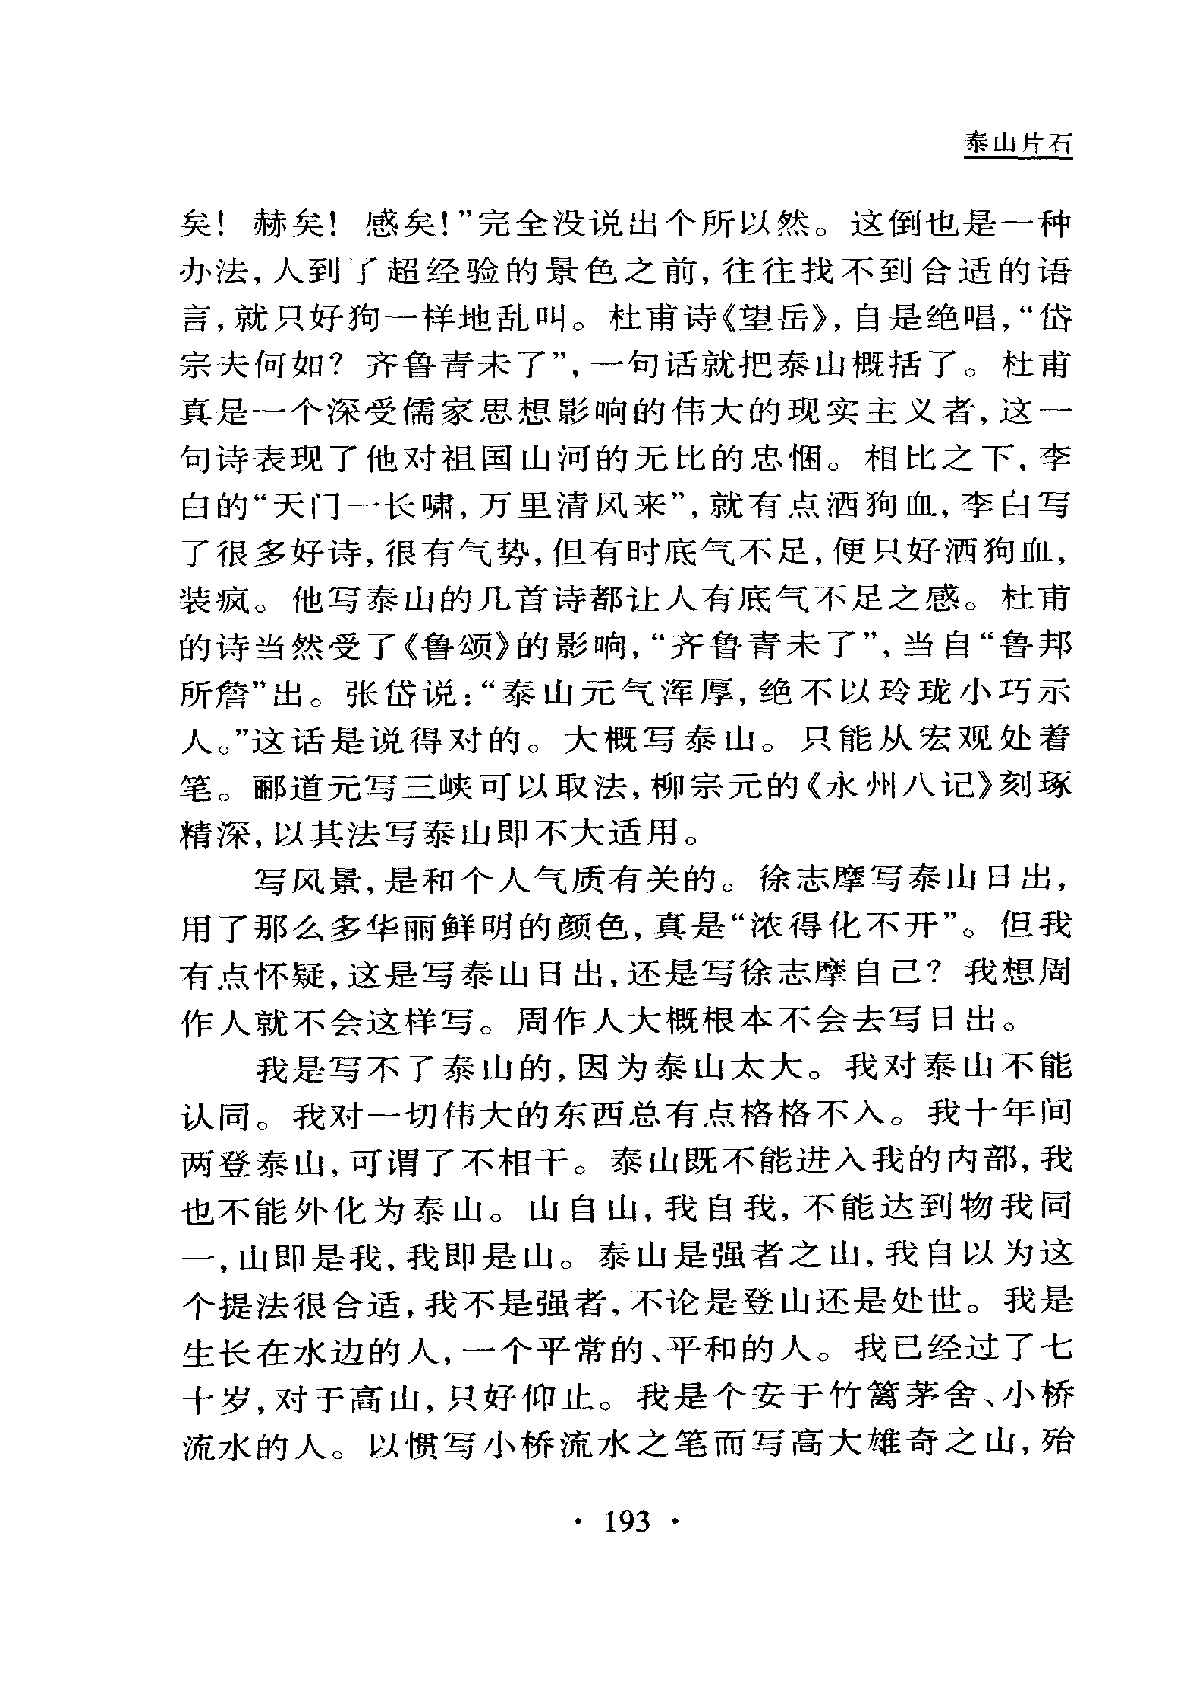 泰山片石
矣！赫矣！感矣！”完全没说出个所以然。这倒也是一种
办法，人到了超经验的景色之前，往往找不到合适的语
言，就只好狗一样地乱叫。杜甫诗《望岳》，自是绝唱，“岱
宗夫何如？齐鲁青未了”，一句话就把泰山概括了。杜甫
真是一个深受儒家思想影响的伟大的现实主义者，这一
句诗表现了他对祖国山河的无比的忠悃。相比之下，李
白的“天门一长啸，万里清风来”，就有点洒狗血，李白写
了很多好诗，很有气势，但有时底气不足，便只好洒狗血，
装疯。他写泰山的几首诗都让人有底气不足之感。杜甫
的诗当然受了《鲁颂》的影响，“齐鲁青未了”，当自“鲁邦
所詹”出。张岱说：“泰山元气浑厚，绝不以玲珑小巧示
人。”这话是说得对的。大概写泰山。只能从宏观处着
笔。郦道元写三峡可以取法，柳宗元的《永州八记》刻琢
精深，以其法写泰山即不大适用。
写风景，是和个人气质有关的。徐志摩写泰山日出，
用了那么多华丽鲜明的颜色，真是“浓得化不开”。但我
有点怀疑，这是写泰山日出，还是写徐志摩自己？我想周
作人就不会这样写。周作人大概根本不会去写日出。
我是写不了泰山的，因为泰山太大。我对泰山不能
认同。我对一切伟大的东西总有点格格不入。我十年间
两登泰山，可谓了不相干。泰山既不能进入我的内部，我
也不能外化为泰山。山自山，我自我，不能达到物我同
一，山即是我，我即是山。泰山是强者之山，我自以为这
个提法很合适，我不是强者，不论是登山还是处世。我是
生长在水边的人，一个平常的、平和的人。我已经过了七
十岁，对于高山，只好仰止。我是个安于竹篱茅舍、小桥
流水的人。以惯写小桥流水之笔而写高大雄奇之山，殆
· 193 ·